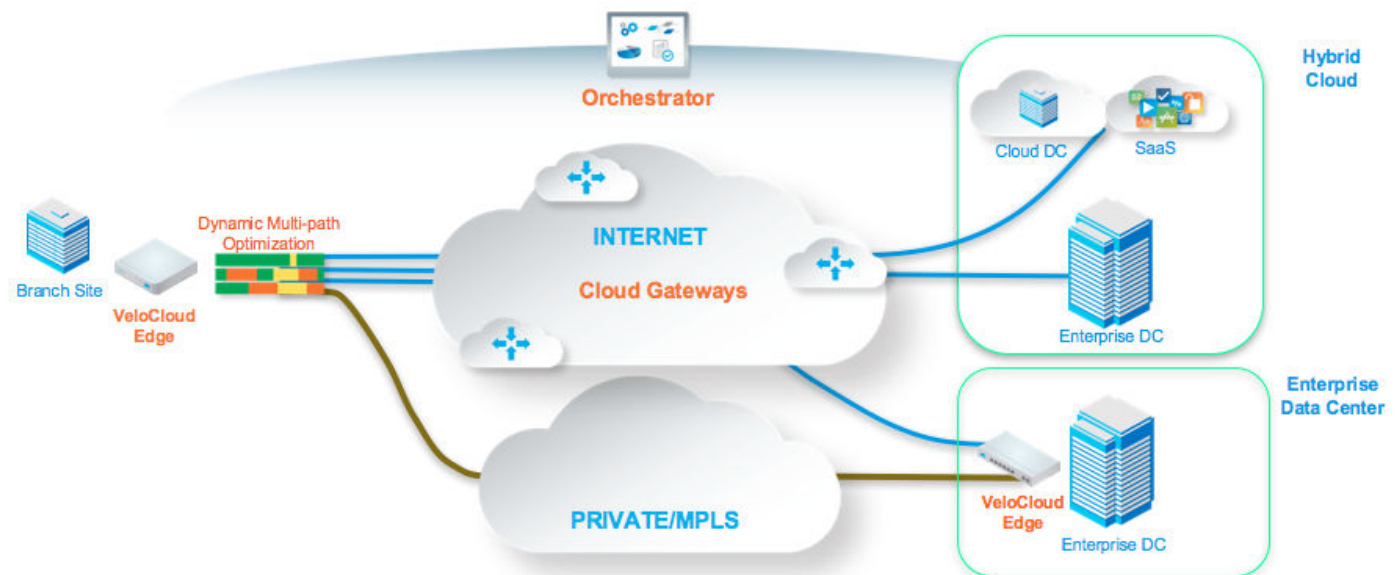 Orchestrator
Hybrid
Cloud
Cloud DC
SaaS
Dynamic Multi-path
Optimization
INTERNET
Cloud Gateways
Branch Site
VeloCloud
Edge
Enterprise DC
Enterprise
Data Center
PRIVATE/MPLS
VeloCloud
Edge
Enterprise DC